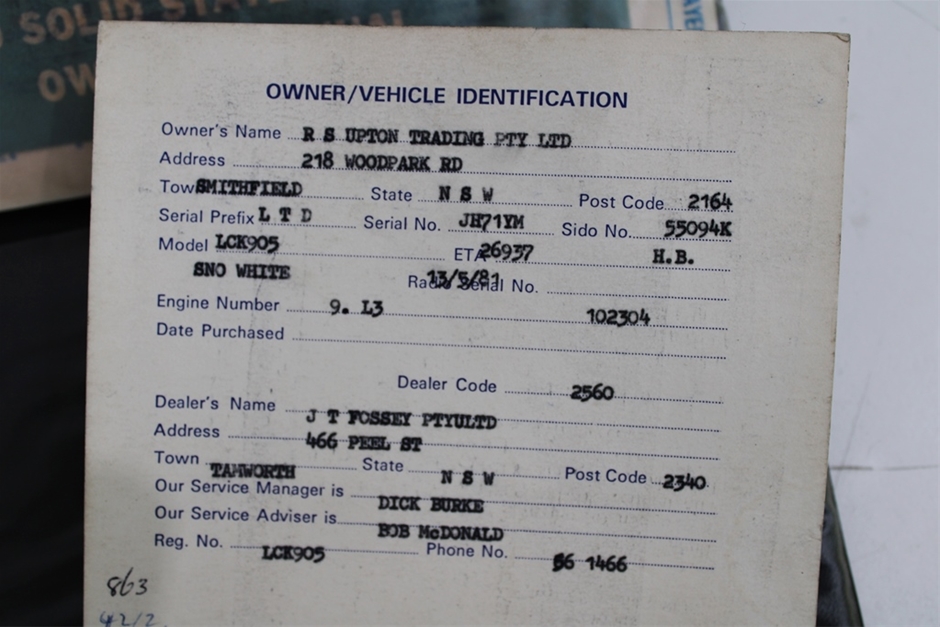 SOLID STATE
OW
OWNER/VEHICLE IDENTIFICATION
Owner's Name R S UPTON TRADING PTY LTD
Address 218 WOODPARK RD
Town SMITHFIELD State N S W Post Code 2164
Serial Prefix L T D Serial No. JH71YM Sido No. 55094K
Model LCK905 ETA 26937 H.B.
SNO WHITE Radio Serial No. 13/5/81
Engine Number 9. L3 102304
Date Purchased
Dealer Code 2560
Dealer's Name J T FOSSEY PTYULTD
Address 466 PEEL ST
Town TAMWORTH State N S W Post Code 2340
Our Service Manager is DICK BURKE
Our Service Adviser is BOB McDONALD
Reg. No. LCK905 Phone No. 66 1466
863